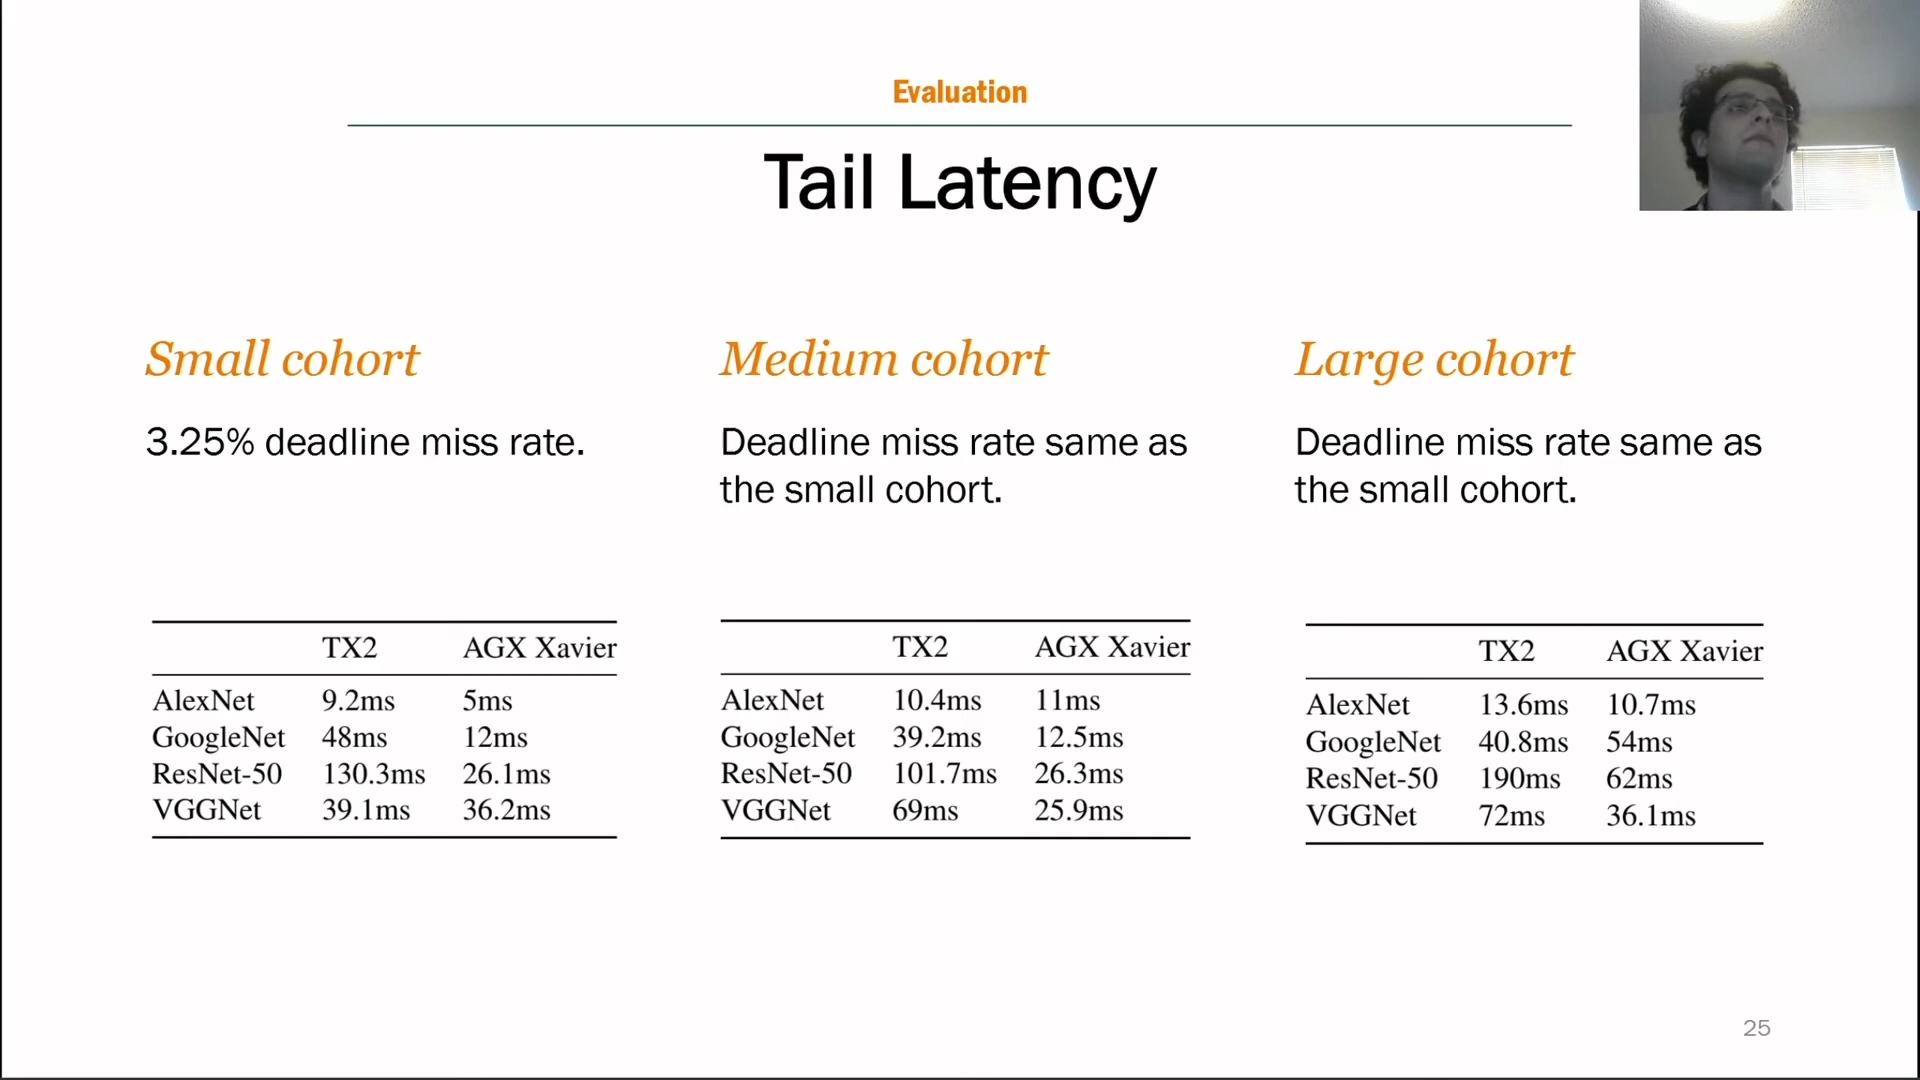 Evaluation
Tail Latency
Small cohort
3.25% deadline miss rate.
TX2 AGX Xavier
AlexNet 9.2ms 5ms
GoogleNet 48ms 12ms
ResNet-50 130.3ms 26.1ms
VGGNet 39.1ms 36.2ms
Medium cohort
Deadline miss rate same as
the small cohort.
TX2 AGX Xavier
AlexNet 10.4ms 11ms
GoogleNet 39.2ms 12.5ms
ResNet-50 101.7ms 26.3ms
VGGNet 69ms 25.9ms
Large cohort
Deadline miss rate same as
the small cohort.
TX2 AGX Xavier
AlexNet 13.6ms 10.7ms
GoogleNet 40.8ms 54ms
ResNet-50 190ms 62ms
VGGNet 72ms 36.1ms
25